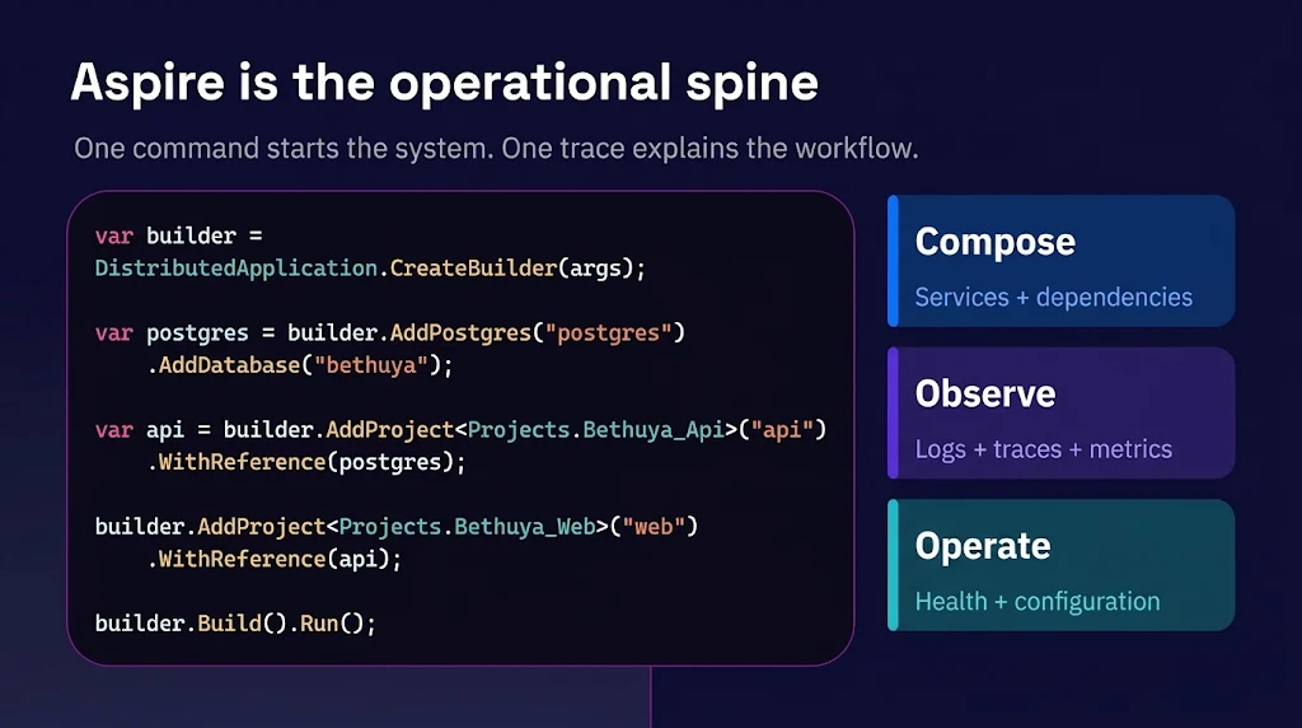 Aspire is the operational spine
One command starts the system. One trace explains the workflow.
var builder =
DistributedApplication.CreateBuilder(args);
var postgres = builder.AddPostgres("postgres")
    .AddDatabase("bethuya");
var api = builder.AddProject<Projects.Bethuya_Api>("api")
    .WithReference(postgres);
builder.AddProject<Projects.Bethuya_Web>("web")
    .WithReference(api);
builder.Build().Run();
Compose
Services + dependencies
Observe
Logs + traces + metrics
Operate
Health + configuration